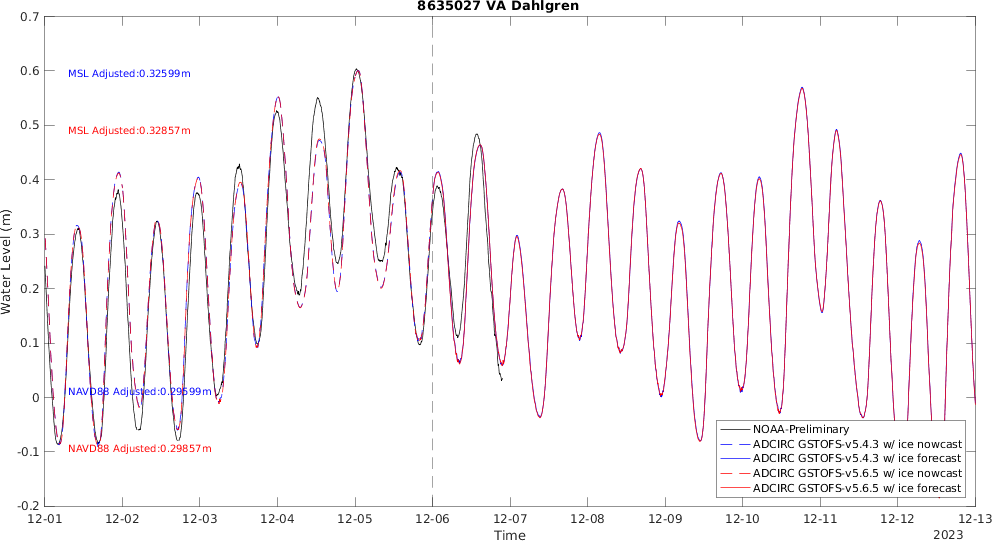 8635027 VA Dahlgren
0.7
0.6
0.5
0.4
0.3
0.2
0.1
0
-0.1
-0.2
Water Level (m)
MSL Adjusted:0.32599m
MSL Adjusted:0.32857m
NAVD88 Adjusted:0.29599m
NAVD88 Adjusted:0.29857m
NOAA-Preliminary
ADCIRC GSTOFS-v5.4.3 w/ ice nowcast
ADCIRC GSTOFS-v5.4.3 w/ ice forecast
ADCIRC GSTOFS-v5.6.5 w/ ice nowcast
ADCIRC GSTOFS-v5.6.5 w/ ice forecast
12-01 12-02 12-03 12-04 12-05 12-06 12-07 12-08 12-09 12-10 12-11 12-12 12-13
Time
2023